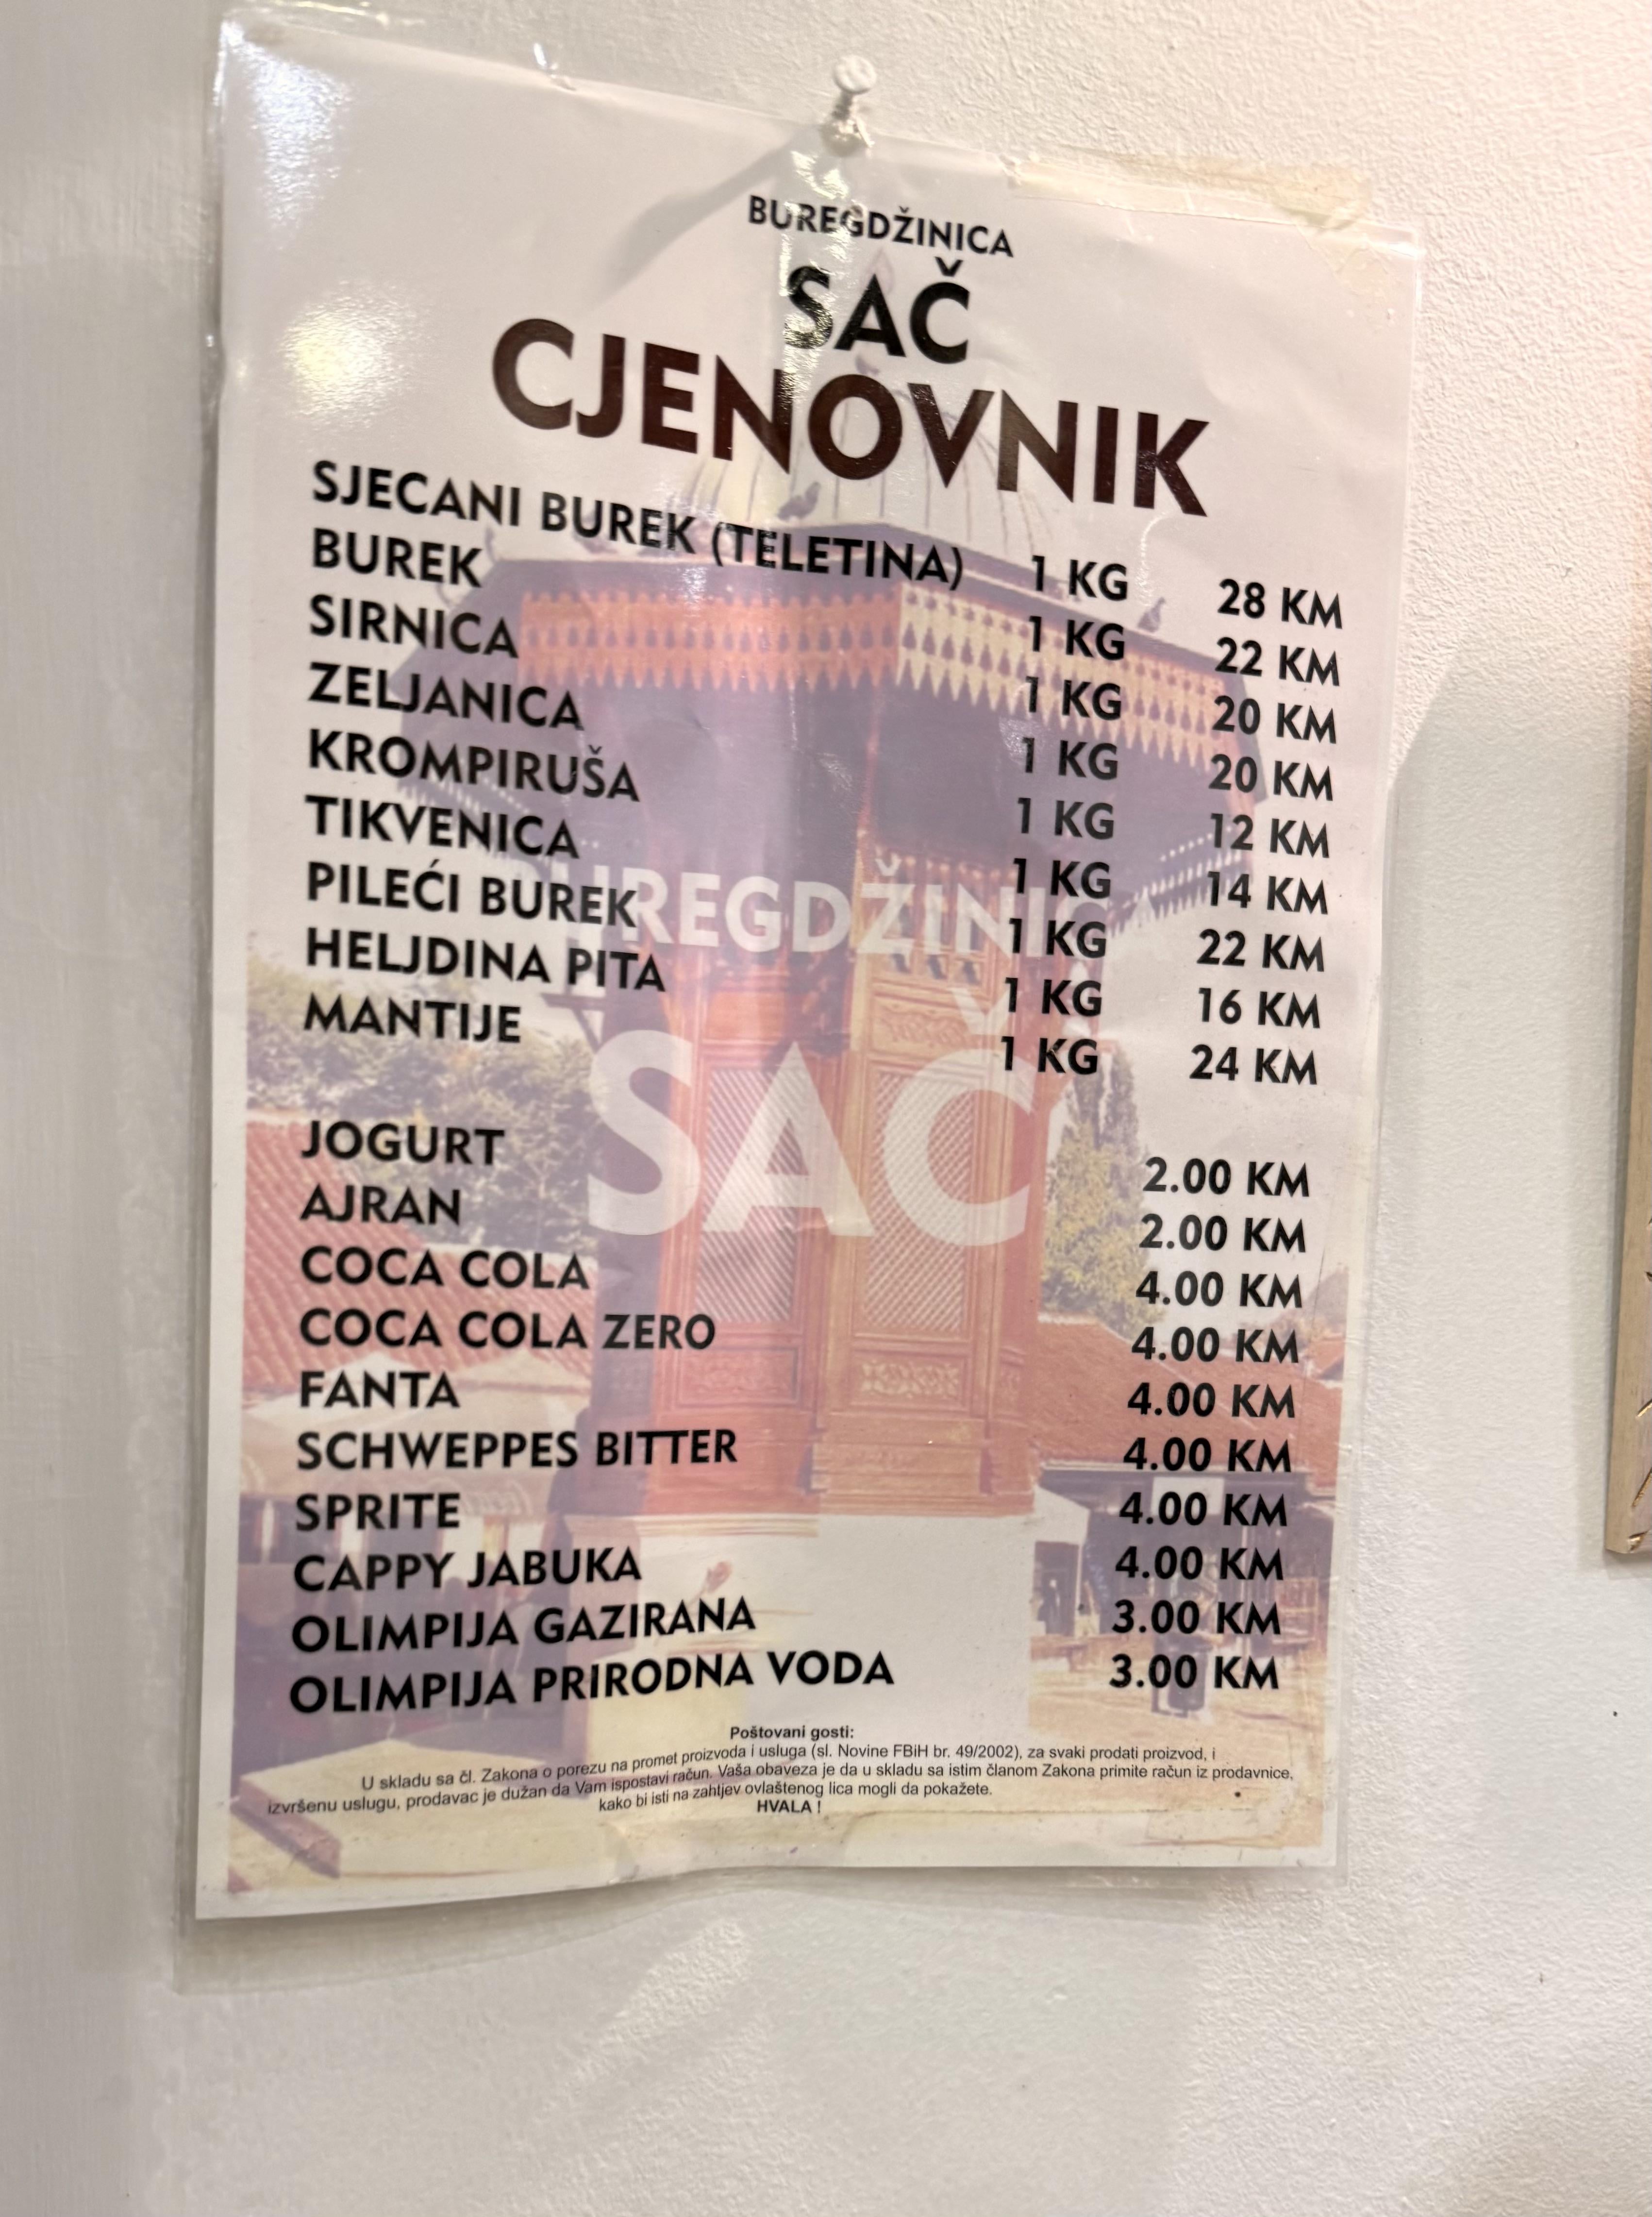 BUREGDŽINICA
SAČ
CJENOVNIK
SJECANI BUREK (TELETINA) 1 KG 28 KM
BUREK 1 KG 22 KM
SIRNICA 1 KG 20 KM
ZELJANICA 1 KG 20 KM
KROMPIRUŠA 1 KG 12 KM
TIKVENICA 1 KG 14 KM
PILEĆI BUREK 1 KG 22 KM
HELJDINA PITA 1 KG 16 KM
MANTIJE 1 KG 24 KM
BUREGDŽINICA
SAČ
JOGURT 2.00 KM
AJRAN 2.00 KM
COCA COLA 4.00 KM
COCA COLA ZERO 4.00 KM
FANTA 4.00 KM
SCHWEPPES BITTER 4.00 KM
SPRITE 4.00 KM
CAPPY JABUKA 4.00 KM
OLIMPIJA GAZIRANA 3.00 KM
OLIMPIJA PRIRODNA VODA 3.00 KM
Poštovani gosti:
U skladu sa čl. Zakona o porezu na promet proizvoda i usluga (sl. Novine FBiH br. 49/2002), za svaki prodati proizvod, i
izvršenu uslugu, prodavac je dužan da Vam ispostavi račun. Vaša obaveza je da u skladu sa istim članom Zakona primite račun iz prodavnice,
kako bi isti na zahtjev ovlaštenog lica mogli da pokažete.
HVALA !